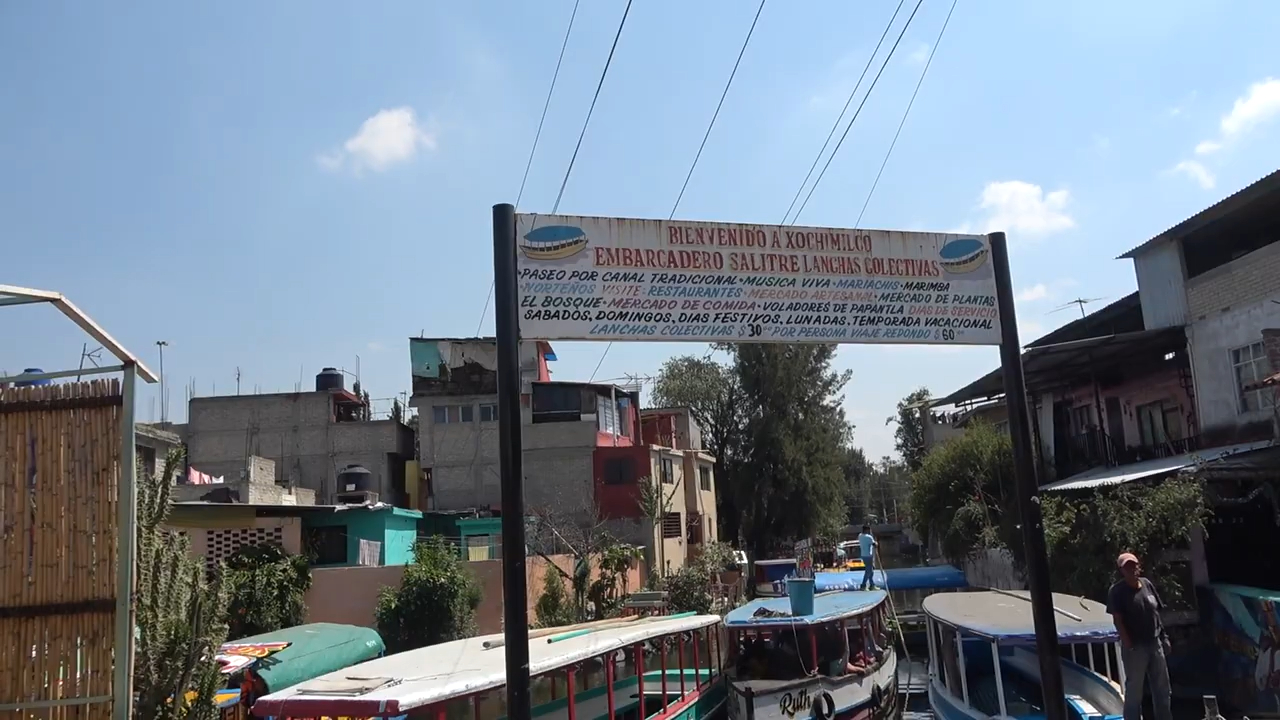 BIENVENIDO A XOCHIMILCO
EMBARCADERO SALITRE LANCHAS COLECTIVAS
•PASEO POR CANAL TRADICIONAL•MUSICA VIVA•MARIACHIS•MARIMBA
•NORTEÑOS VISITE•RESTAURANTES•MERCADO ARTESANAL•MERCADO DE PLANTAS
EL BOSQUE•MERCADO DE COMIDA•VOLADORES DE PAPANTLA DIAS DE SERVICIO
SABADOS, DOMINGOS, DIAS FESTIVOS, LUNADAS, TEMPORADA VACACIONAL
LANCHAS COLECTIVAS $30.00 POR PERSONA VIAJE REDONDO $60.00
Ruth